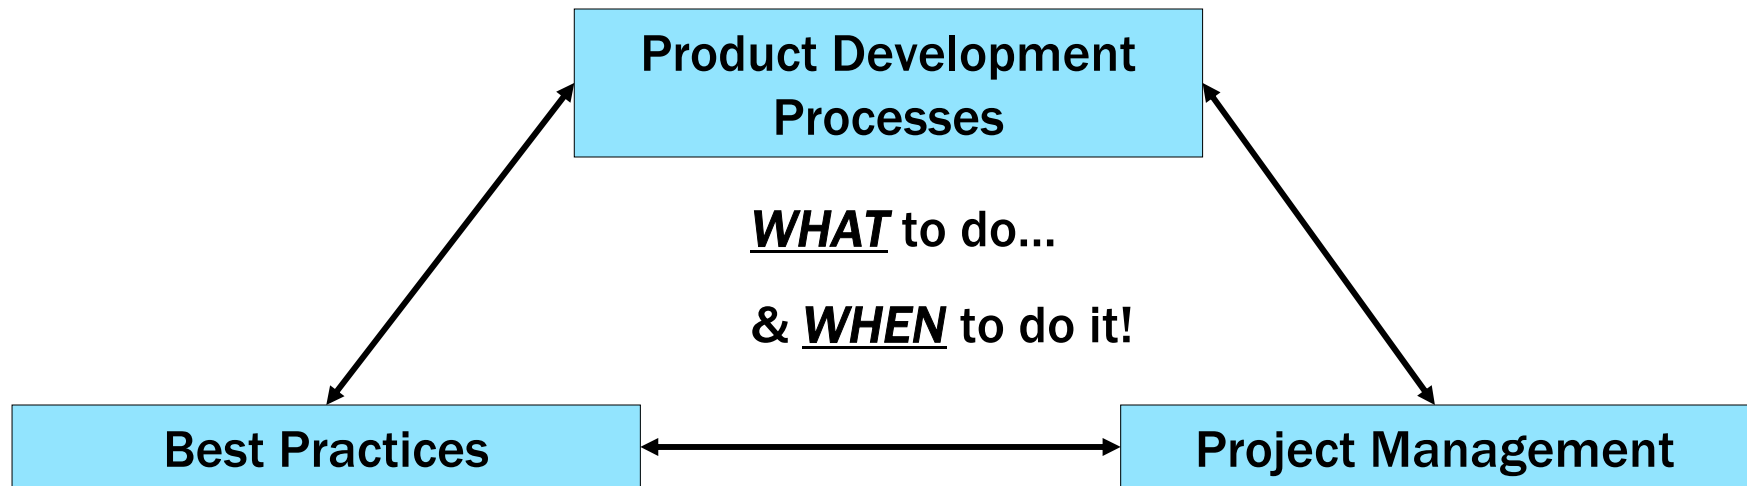 Product Development
Processes
WHAT to do...
& WHEN to do it!
Best Practices
Project Management